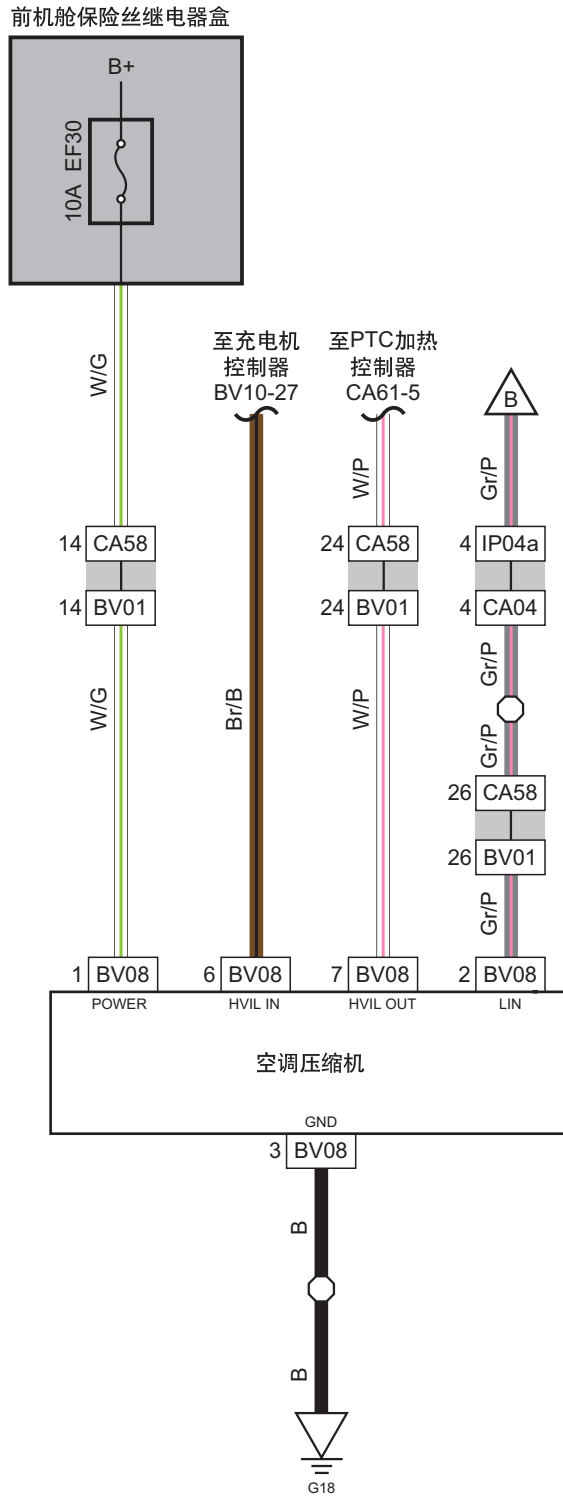 前机舱保险丝继电器盒
B+
10A EF30
W/G
至充电机
控制器
BV10-27
至PTC加热
控制器
CA61-5
B
W/P
Gr/P
14 CA58
24 CA58
4 IP04a
14 BV01
24 BV01
4 CA04
Gr/P
W/G
Br/B
W/P
Gr/P
26 CA58
26 BV01
Gr/P
1 BV08
6 BV08
7 BV08
2 BV08
POWER
HVIL IN
HVIL OUT
LIN
空调压缩机
GND
3 BV08
B
B
G18